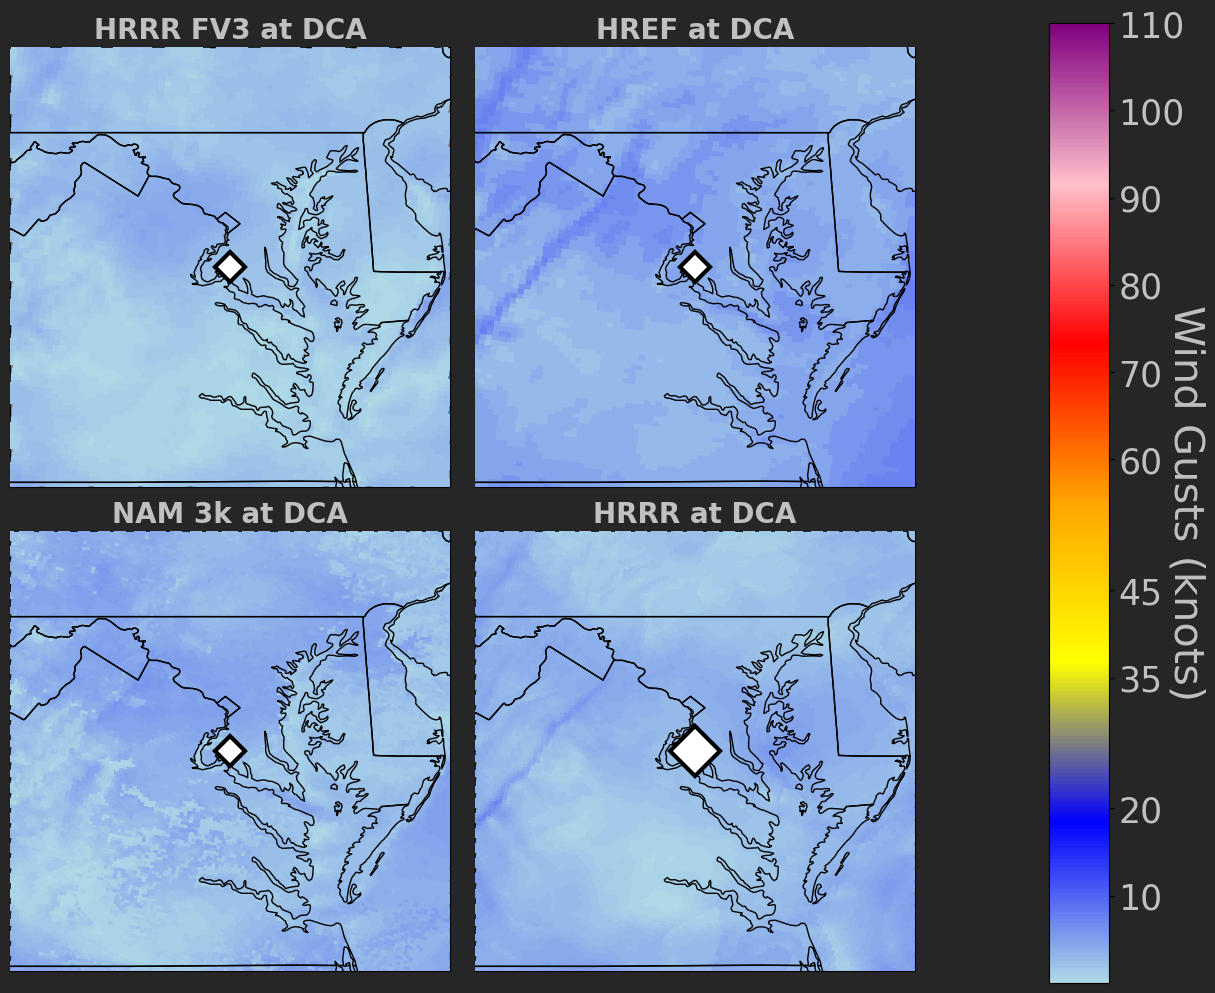 HRRR FV3 at DCA
HREF at DCA
NAM 3k at DCA
HRRR at DCA
110
100
90
80
70
60
45
35
20
10
Wind Gusts (knots)